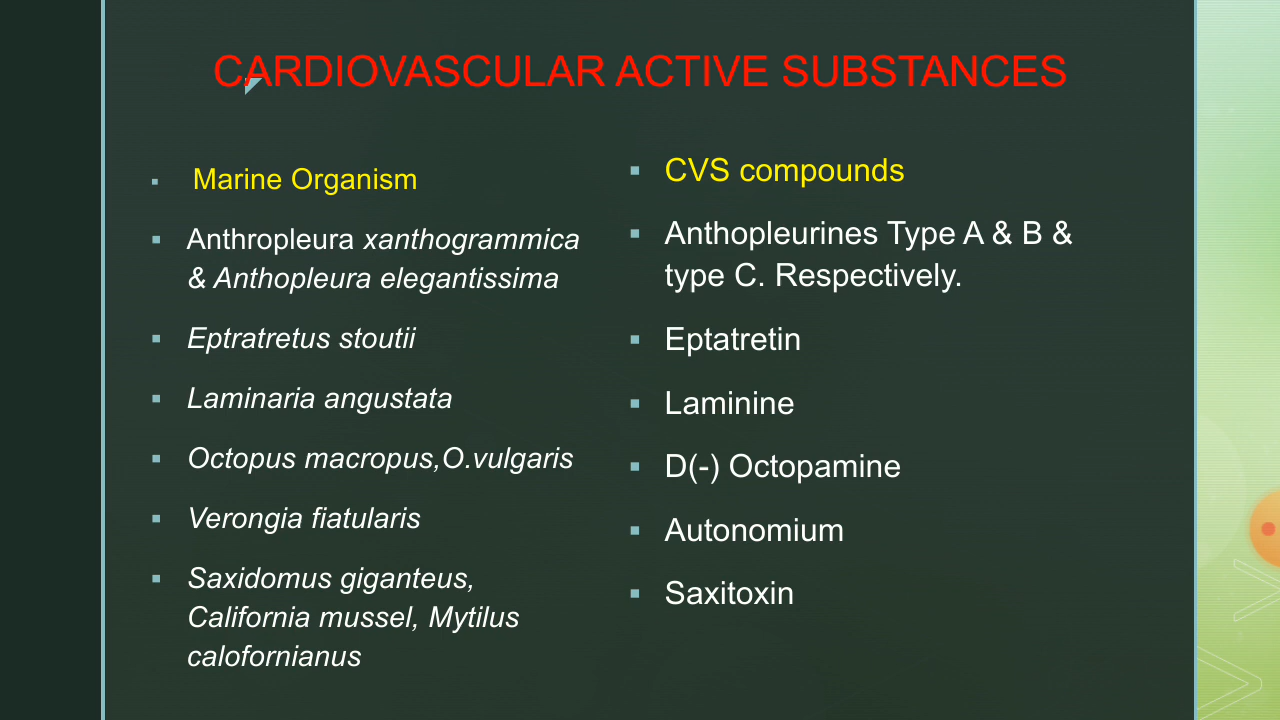 CARDIOVASCULAR ACTIVE SUBSTANCES
Marine Organism
Anthropleura xanthogrammica
& Anthopleura elegantissima
Eptratretus stoutii
Laminaria angustata
Octopus macropus,O.vulgaris
Verongia fiatularis
Saxidomus giganteus,
California mussel, Mytilus
calofornianus
CVS compounds
Anthopleurines Type A & B &
type C. Respectively.
Eptatretin
Laminine
D(-) Octopamine
Autonomium
Saxitoxin